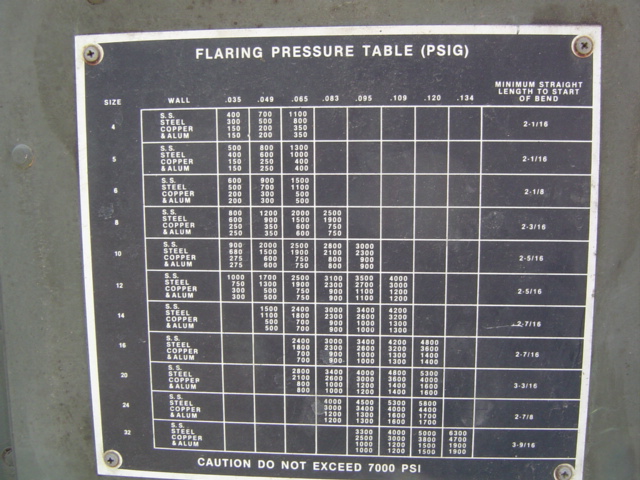 FLARING PRESSURE TABLE (PSIG)
MINIMUM STRAIGHT
LENGTH TO START
OF BEND
SIZE WALL .035 .049 .065 .083 .095 .109 .120 .134
S.S. 400 700 1100
4 STEEL 300 500 800 2-1/16
COPPER 150 200 350
& ALUM 150 200 350
S.S. 500 800 1300
5 STEEL 400 600 1000 2-1/16
COPPER 150 250 400
& ALUM 150 250 400
S.S. 600 900 1500
6 STEEL 500 700 1100 2-1/8
COPPER 200 300 500
& ALUM 200 300 500
S.S. 800 1200 2000 2500
8 STEEL 600 900 1500 1900 2-3/16
COPPER 250 350 600 750
& ALUM 250 350 600 750
S.S. 900 2000 2500 2800 3000
10 STEEL 680 1500 1900 2100 2300 2-5/16
COPPER 275 600 750 800 900
& ALUM 275 600 750 800 900
S.S. 1000 1700 2500 3100 3500 4000
12 STEEL 750 1300 1900 2300 2700 3000 2-5/16
COPPER 300 500 750 900 1100 1200
& ALUM 300 500 750 900 1100 1200
S.S. 1500 2400 3000 3400 4200
14 STEEL 1100 1800 2300 2600 3200 2-7/16
COPPER 500 700 900 1000 1300
& ALUM 500 700 900 1000 1300
S.S. 2400 3000 3400 4200 4800
16 STEEL 1800 2300 2600 3200 3600 2-7/16
COPPER 700 900 1000 1300 1400
& ALUM 700 900 1000 1300 1400
S.S. 2800 3400 4000 4800 5300
20 STEEL 2100 2600 3000 3600 4000 3-3/16
COPPER 800 1000 1200 1400 1600
& ALUM 800 1000 1200 1400 1600
S.S. 4000 4500 5300 5800
24 STEEL 3000 3400 4000 4400 2-7/8
COPPER 1200 1300 1600 1700
& ALUM 1200 1300 1600 1700
S.S. 3300 4000 5000 6300
32 STEEL 2500 3000 3800 4700 3-9/16
COPPER 1000 1200 1500 1900
& ALUM 1000 1200 1500 1900
CAUTION DO NOT EXCEED 7000 PSI